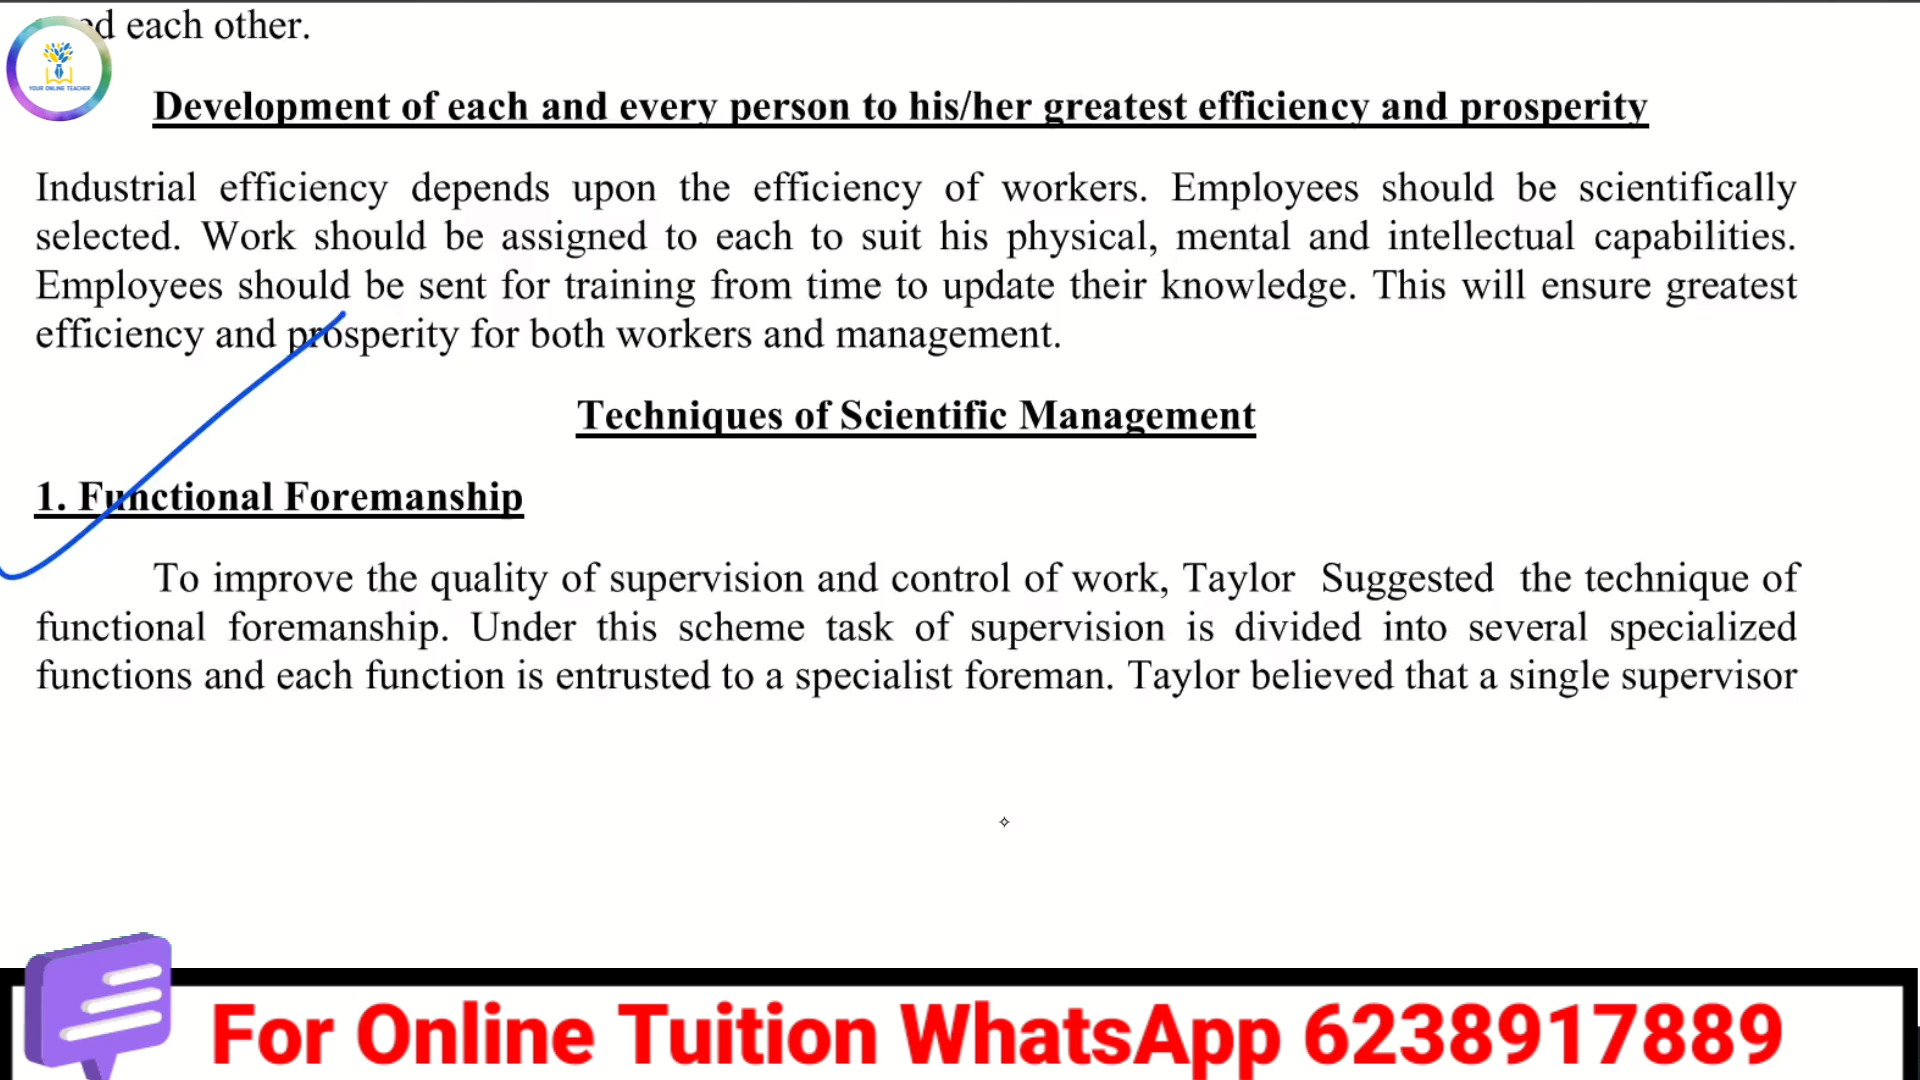 each other.
YOUR ONLINE TEACHER
Development of each and every person to his/her greatest efficiency and prosperity
Industrial efficiency depends upon the efficiency of workers. Employees should be scientifically
selected. Work should be assigned to each to suit his physical, mental and intellectual capabilities.
Employees should be sent for training from time to update their knowledge. This will ensure greatest
efficiency and prosperity for both workers and management.
Techniques of Scientific Management
1. Functional Foremanship
To improve the quality of supervision and control of work, Taylor Suggested the technique of
functional foremanship. Under this scheme task of supervision is divided into several specialized
functions and each function is entrusted to a specialist foreman. Taylor believed that a single supervisor
For Online Tuition WhatsApp 6238917889